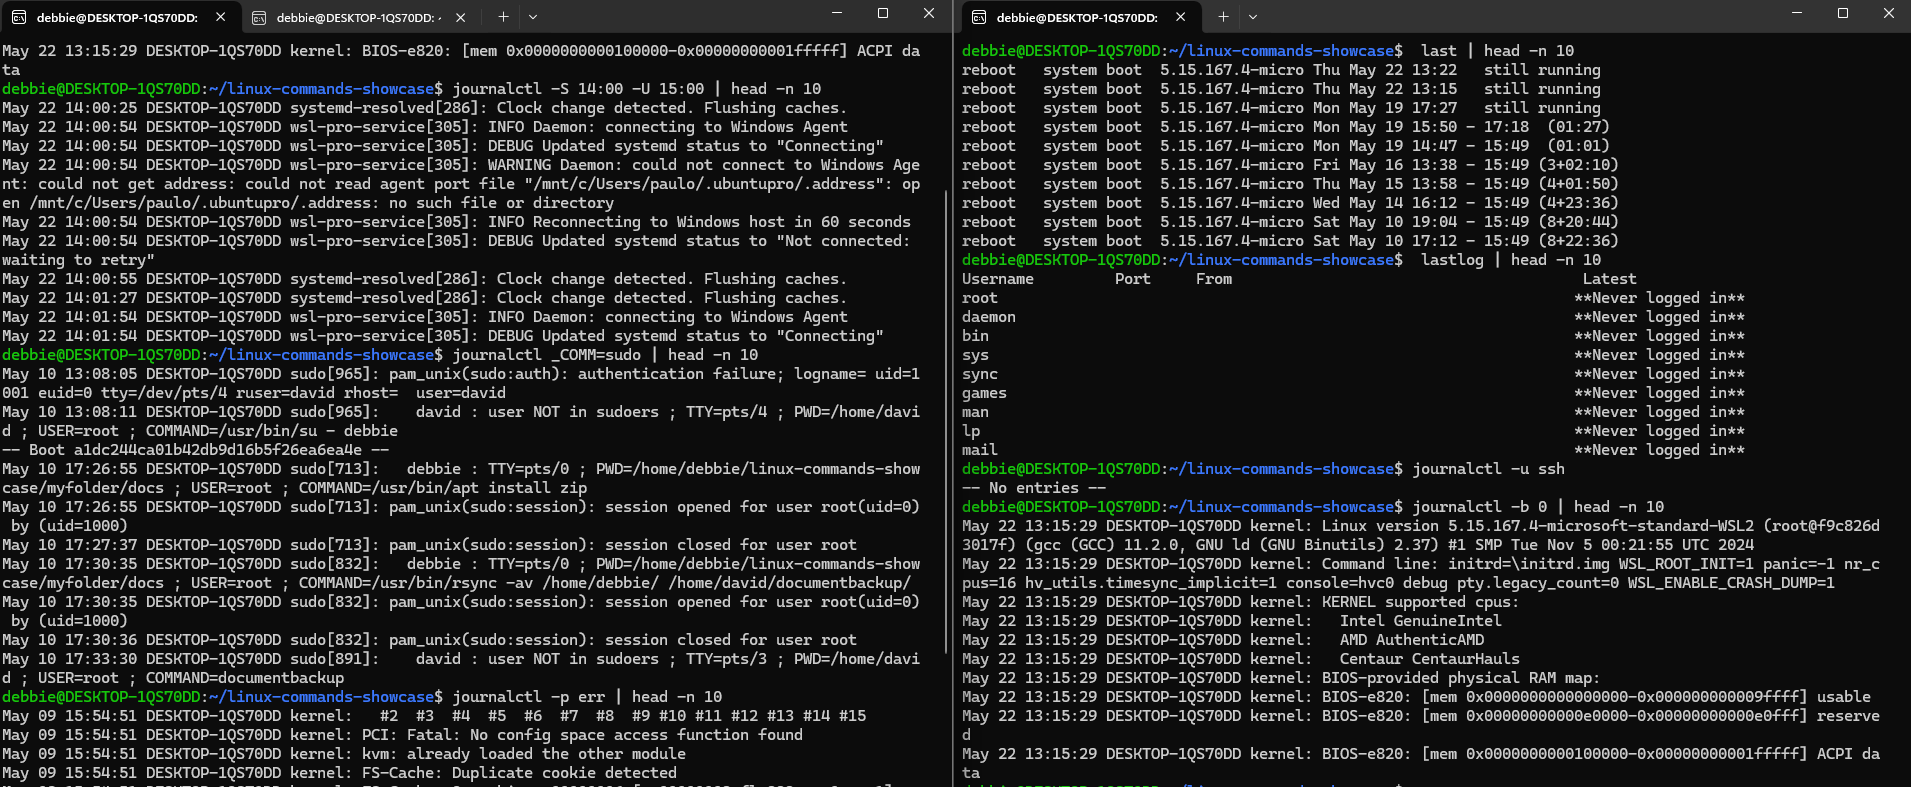 debbie@DESKTOP-1QS70DD:
debbie@DESKTOP-1QS70DD:
May 22 13:15:29 DESKTOP-1QS70DD kernel: BIOS-e820: [mem 0x0000000000100000-0x00000000001fffff] ACPI da
ta
debbie@DESKTOP-1QS70DD:~/linux-commands-showcase$ journalctl -S 14:00 -U 15:00 | head -n 10
May 22 14:00:25 DESKTOP-1QS70DD systemd-resolved[286]: Clock change detected. Flushing caches.
May 22 14:00:54 DESKTOP-1QS70DD wsl-pro-service[305]: INFO Daemon: connecting to Windows Agent
May 22 14:00:54 DESKTOP-1QS70DD wsl-pro-service[305]: DEBUG Updated systemd status to "Connecting"
May 22 14:00:54 DESKTOP-1QS70DD wsl-pro-service[305]: WARNING Daemon: could not connect to Windows Age
nt: could not get address: could not read agent port file "/mnt/c/Users/paulo/.ubuntupro/.address": op
en /mnt/c/Users/paulo/.ubuntupro/.address: no such file or directory
May 22 14:00:54 DESKTOP-1QS70DD wsl-pro-service[305]: INFO Reconnecting to Windows host in 60 seconds
May 22 14:00:54 DESKTOP-1QS70DD wsl-pro-service[305]: DEBUG Updated systemd status to "Not connected:
waiting to retry"
May 22 14:00:55 DESKTOP-1QS70DD systemd-resolved[286]: Clock change detected. Flushing caches.
May 22 14:01:27 DESKTOP-1QS70DD systemd-resolved[286]: Clock change detected. Flushing caches.
May 22 14:01:54 DESKTOP-1QS70DD wsl-pro-service[305]: INFO Daemon: connecting to Windows Agent
May 22 14:01:54 DESKTOP-1QS70DD wsl-pro-service[305]: DEBUG Updated systemd status to "Connecting"
debbie@DESKTOP-1QS70DD:~/linux-commands-showcase$ journalctl _COMM=sudo | head -n 10
May 10 13:08:05 DESKTOP-1QS70DD sudo[965]: pam_unix(sudo:auth): authentication failure; logname= uid=1
001 euid=0 tty=/dev/pts/4 ruser=david rhost=  user=david
May 10 13:08:11 DESKTOP-1QS70DD sudo[965]:    david : user NOT in sudoers ; TTY=pts/4 ; PWD=/home/davi
d ; USER=root ; COMMAND=/usr/bin/su - debbie
-- Boot a1dc244ca01b42db9d16b5f26ea6ea4e --
May 10 17:26:55 DESKTOP-1QS70DD sudo[713]:   debbie : TTY=pts/0 ; PWD=/home/debbie/linux-commands-show
case/myfolder/docs ; USER=root ; COMMAND=/usr/bin/apt install zip
May 10 17:26:55 DESKTOP-1QS70DD sudo[713]: pam_unix(sudo:session): session opened for user root(uid=0)
 by (uid=1000)
May 10 17:27:37 DESKTOP-1QS70DD sudo[713]: pam_unix(sudo:session): session closed for user root
May 10 17:30:35 DESKTOP-1QS70DD sudo[832]:   debbie : TTY=pts/0 ; PWD=/home/debbie/linux-commands-show
case/myfolder/docs ; USER=root ; COMMAND=/usr/bin/rsync -av /home/debbie/ /home/david/documentbackup/
May 10 17:30:35 DESKTOP-1QS70DD sudo[832]: pam_unix(sudo:session): session opened for user root(uid=0)
 by (uid=1000)
May 10 17:30:36 DESKTOP-1QS70DD sudo[832]: pam_unix(sudo:session): session closed for user root
May 10 17:33:30 DESKTOP-1QS70DD sudo[891]:    david : user NOT in sudoers ; TTY=pts/3 ; PWD=/home/davi
d ; USER=root ; COMMAND=documentbackup
debbie@DESKTOP-1QS70DD:~/linux-commands-showcase$ journalctl -p err | head -n 10
May 09 15:54:51 DESKTOP-1QS70DD kernel:   #2  #3  #4  #5  #6  #7  #8  #9 #10 #11 #12 #13 #14 #15
May 09 15:54:51 DESKTOP-1QS70DD kernel: PCI: Fatal: No config space access function found
May 09 15:54:51 DESKTOP-1QS70DD kernel: kvm: already loaded the other module
May 09 15:54:51 DESKTOP-1QS70DD kernel: FS-Cache: Duplicate cookie detected
debbie@DESKTOP-1QS70DD:
debbie@DESKTOP-1QS70DD:~/linux-commands-showcase$  last | head -n 10
reboot   system boot  5.15.167.4-micro Thu May 22 13:22   still running
reboot   system boot  5.15.167.4-micro Thu May 22 13:15   still running
reboot   system boot  5.15.167.4-micro Mon May 19 17:27   still running
reboot   system boot  5.15.167.4-micro Mon May 19 15:50 - 17:18  (01:27)
reboot   system boot  5.15.167.4-micro Mon May 19 14:47 - 15:49  (01:01)
reboot   system boot  5.15.167.4-micro Fri May 16 13:38 - 15:49 (3+02:10)
reboot   system boot  5.15.167.4-micro Thu May 15 13:58 - 15:49 (4+01:50)
reboot   system boot  5.15.167.4-micro Wed May 14 16:12 - 15:49 (4+23:36)
reboot   system boot  5.15.167.4-micro Sat May 10 19:04 - 15:49 (8+20:44)
reboot   system boot  5.15.167.4-micro Sat May 10 17:12 - 15:49 (8+22:36)
debbie@DESKTOP-1QS70DD:~/linux-commands-showcase$  lastlog | head -n 10
Username         Port     From                                       Latest
root                                                                **Never logged in**
daemon                                                              **Never logged in**
bin                                                                 **Never logged in**
sys                                                                 **Never logged in**
sync                                                                **Never logged in**
games                                                               **Never logged in**
man                                                                 **Never logged in**
lp                                                                  **Never logged in**
mail                                                                **Never logged in**
debbie@DESKTOP-1QS70DD:~/linux-commands-showcase$ journalctl -u ssh
-- No entries --
debbie@DESKTOP-1QS70DD:~/linux-commands-showcase$ journalctl -b 0 | head -n 10
May 22 13:15:29 DESKTOP-1QS70DD kernel: Linux version 5.15.167.4-microsoft-standard-WSL2 (root@f9c826d
3017f) (gcc (GCC) 11.2.0, GNU ld (GNU Binutils) 2.37) #1 SMP Tue Nov 5 00:21:55 UTC 2024
May 22 13:15:29 DESKTOP-1QS70DD kernel: Command line: initrd=\initrd.img WSL_ROOT_INIT=1 panic=-1 nr_c
pus=16 hv_utils.timesync_implicit=1 console=hvc0 debug pty.legacy_count=0 WSL_ENABLE_CRASH_DUMP=1
May 22 13:15:29 DESKTOP-1QS70DD kernel: KERNEL supported cpus:
May 22 13:15:29 DESKTOP-1QS70DD kernel:   Intel GenuineIntel
May 22 13:15:29 DESKTOP-1QS70DD kernel:   AMD AuthenticAMD
May 22 13:15:29 DESKTOP-1QS70DD kernel:   Centaur CentaurHauls
May 22 13:15:29 DESKTOP-1QS70DD kernel: BIOS-provided physical RAM map:
May 22 13:15:29 DESKTOP-1QS70DD kernel: BIOS-e820: [mem 0x0000000000000000-0x000000000009ffff] usable
May 22 13:15:29 DESKTOP-1QS70DD kernel: BIOS-e820: [mem 0x00000000000e0000-0x00000000000e0fff] reserve
d
May 22 13:15:29 DESKTOP-1QS70DD kernel: BIOS-e820: [mem 0x0000000000100000-0x00000000001fffff] ACPI da
ta